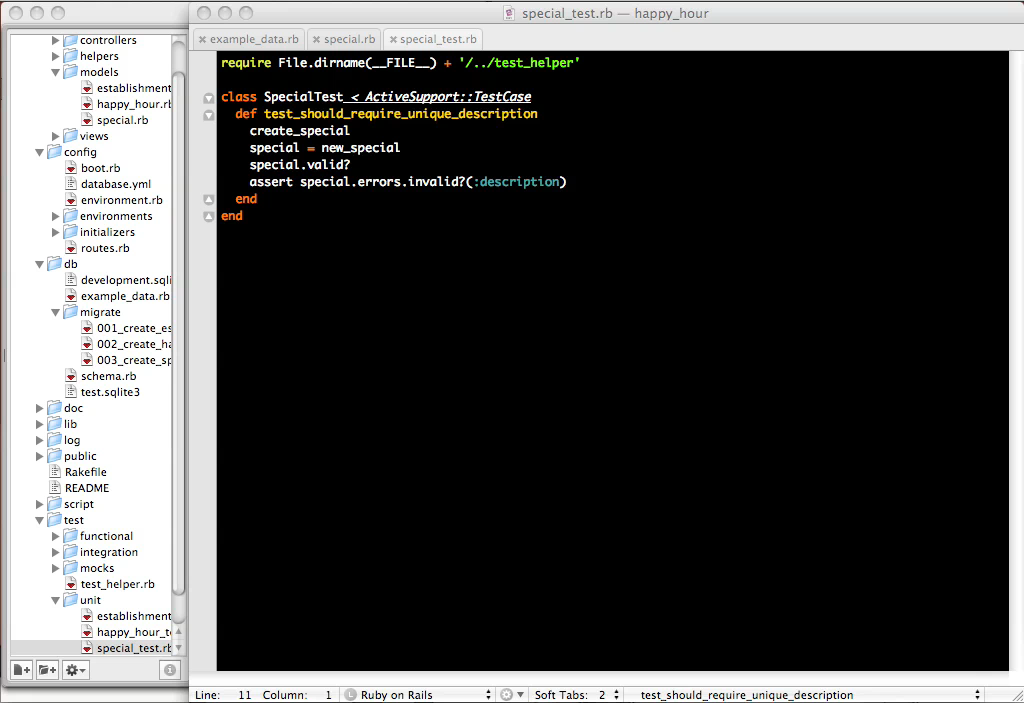 special_test.rb — happy_hour
example_data.rb
special.rb
special_test.rb
controllers
helpers
models
establishment
happy_hour.rb
special.rb
views
config
boot.rb
database.yml
environment.rb
environments
initializers
routes.rb
db
development.sqli
example_data.rb
migrate
001_create_es
002_create_ha
003_create_sp
schema.rb
test.sqlite3
doc
lib
log
public
Rakefile
README
script
test
functional
integration
mocks
test_helper.rb
unit
establishment
happy_hour_te
special_test.rb
require File.dirname(__FILE__) + '/../test_helper'
class SpecialTest < ActiveSupport::TestCase
def test_should_require_unique_description
create_special
special = new_special
special.valid?
assert special.errors.invalid?(:description)
end
end
Line: 11 Column: 1 Ruby on Rails Soft Tabs: 2 test_should_require_unique_description